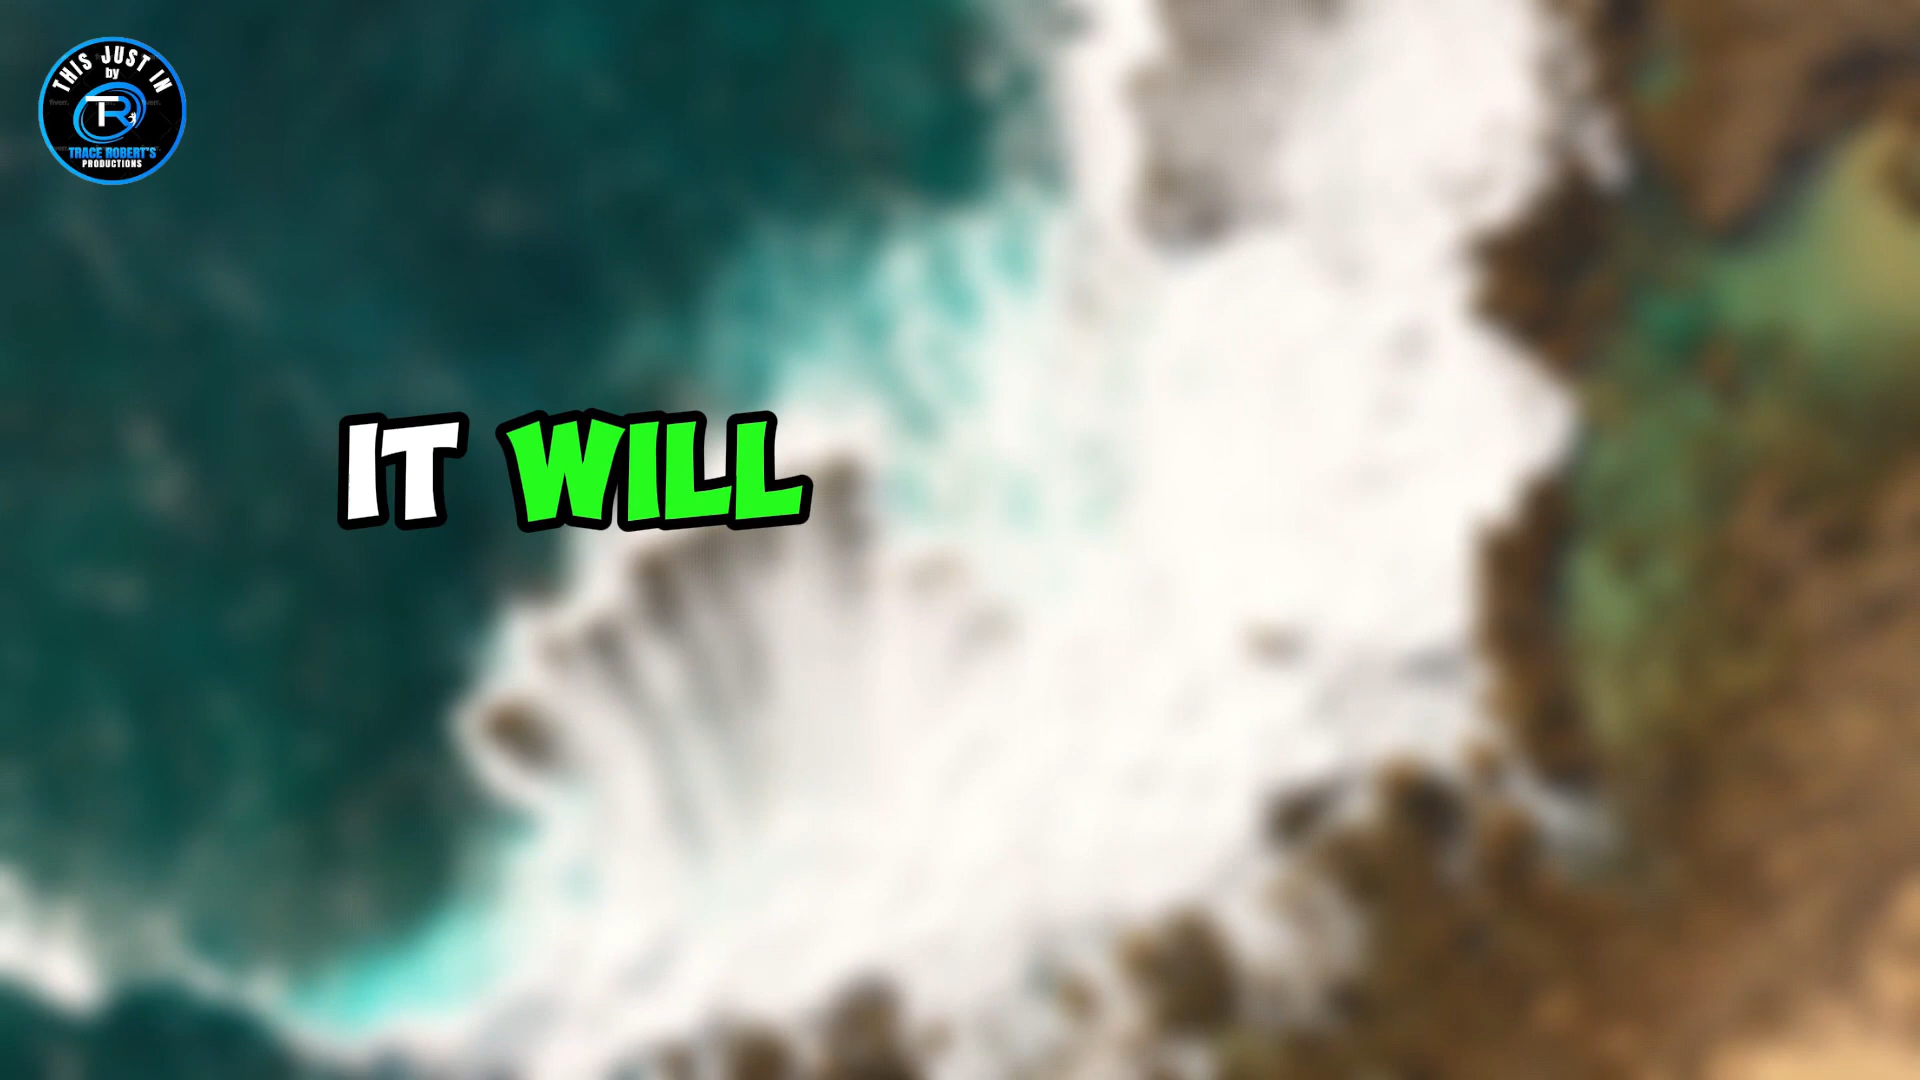 THIS JUST IN
by
TR
TRACE ROBERT'S
PRODUCTIONS
IT WILL